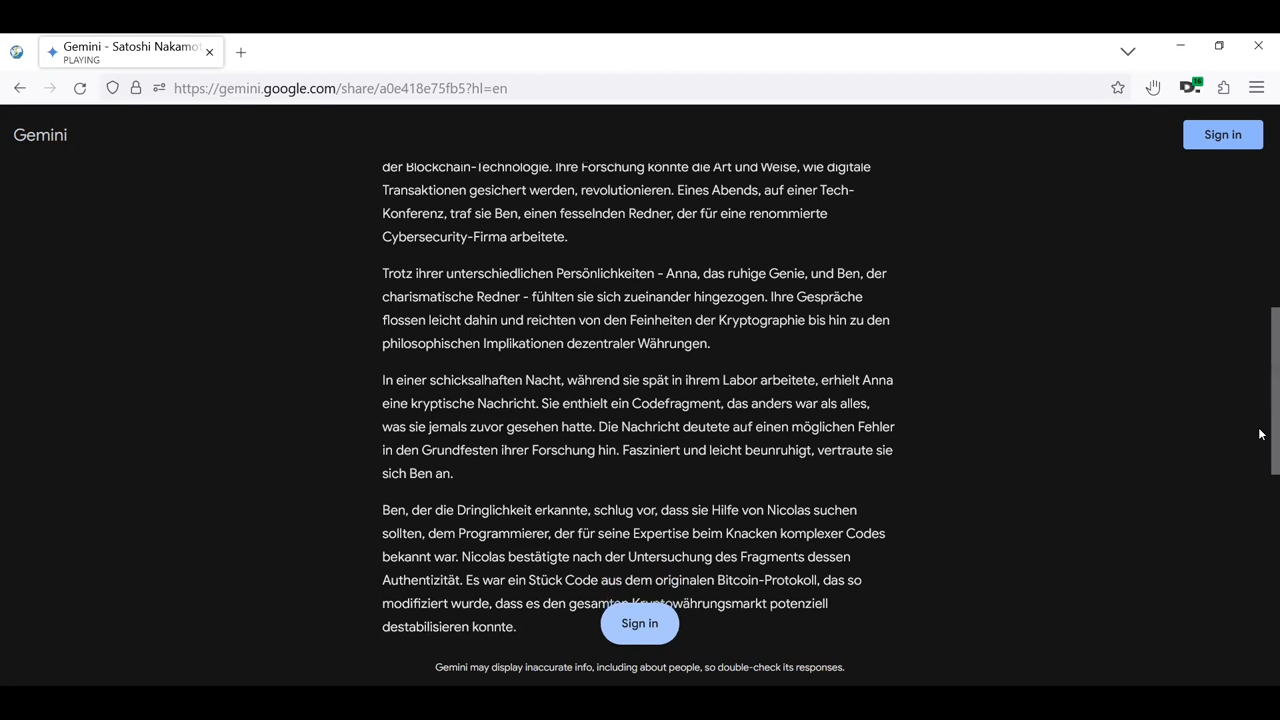 Gemini - Satoshi Nakamot
PLAYING
https://gemini.google.com/share/a0e418e75fb5?hl=en
16
D.
Gemini
Sign in
der Blockchain-Technologie. Ihre Forschung konnte die Art und Weise, wie digitale
Transaktionen gesichert werden, revolutionieren. Eines Abends, auf einer Tech-
Konferenz, traf sie Ben, einen fesselnden Redner, der für eine renommierte
Cybersecurity-Firma arbeitete.
Trotz ihrer unterschiedlichen Persönlichkeiten - Anna, das ruhige Genie, und Ben, der
charismatische Redner - fühlten sie sich zueinander hingezogen. Ihre Gespräche
flossen leicht dahin und reichten von den Feinheiten der Kryptographie bis hin zu den
philosophischen Implikationen dezentraler Währungen.
In einer schicksalhaften Nacht, während sie spät in ihrem Labor arbeitete, erhielt Anna
eine kryptische Nachricht. Sie enthielt ein Codefragment, das anders war als alles,
was sie jemals zuvor gesehen hatte. Die Nachricht deutete auf einen möglichen Fehler
in den Grundfesten ihrer Forschung hin. Fasziniert und leicht beunruhigt, vertraute sie
sich Ben an.
Ben, der die Dringlichkeit erkannte, schlug vor, dass sie Hilfe von Nicolas suchen
sollten, dem Programmierer, der für seine Expertise beim Knacken komplexer Codes
bekannt war. Nicolas bestätigte nach der Untersuchung des Fragments dessen
Authentizität. Es war ein Stück Code aus dem originalen Bitcoin-Protokoll, das so
modifiziert wurde, dass es den gesamten Kryptowährungsmarkt potenziell
destabilisieren konnte.
Sign in
Gemini may display inaccurate info, including about people, so double-check its responses.